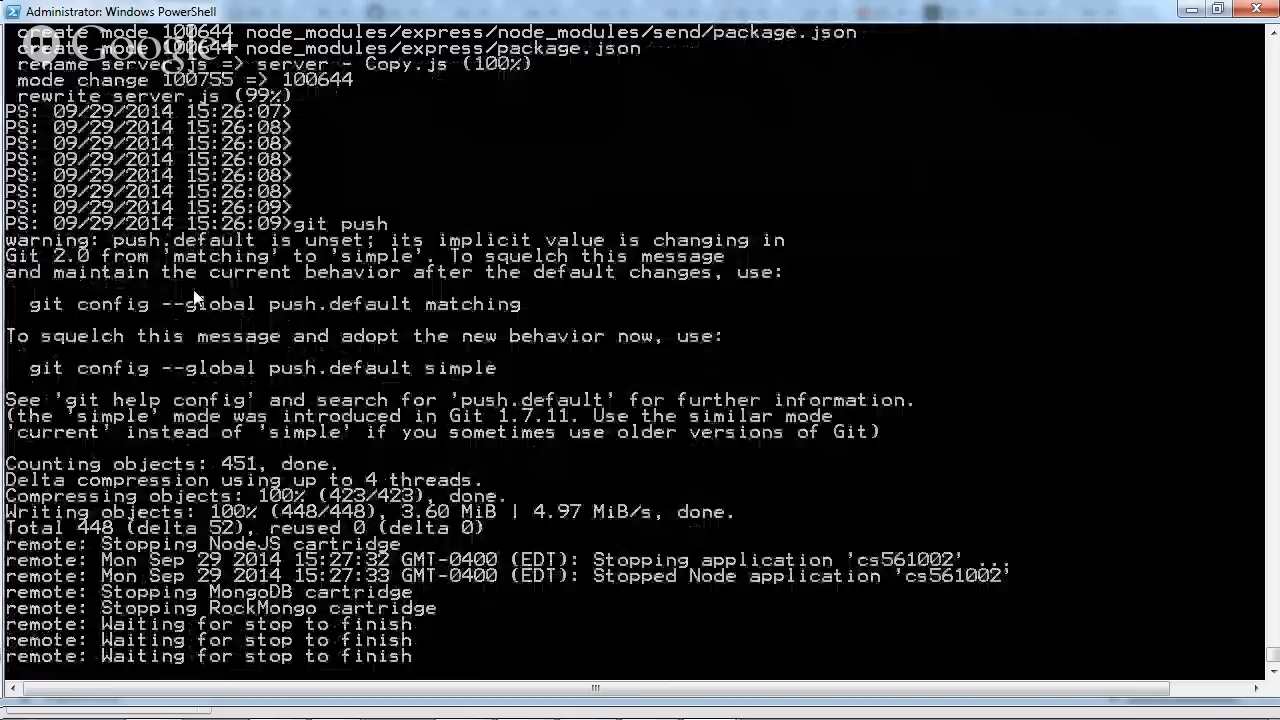 Administrator: Windows PowerShell
create mode 100644 node_modules/express/node_modules/send/package.json
create mode 100644 node_modules/express/package.json
rename server.js => server - Copy.js (100%)
mode change 100755 => 100644
rewrite server.js (99%)
PS: 09/29/2014 15:26:07>
PS: 09/29/2014 15:26:08>
PS: 09/29/2014 15:26:08>
PS: 09/29/2014 15:26:08>
PS: 09/29/2014 15:26:08>
PS: 09/29/2014 15:26:08>
PS: 09/29/2014 15:26:09>
PS: 09/29/2014 15:26:09>git push
warning: push.default is unset; its implicit value is changing in
Git 2.0 from 'matching' to 'simple'. To squelch this message
and maintain the current behavior after the default changes, use:
git config --global push.default matching
To squelch this message and adopt the new behavior now, use:
git config --global push.default simple
See 'git help config' and search for 'push.default' for further information.
(the 'simple' mode was introduced in Git 1.7.11. Use the similar mode
'current' instead of 'simple' if you sometimes use older versions of Git)
Counting objects: 451, done.
Delta compression using up to 4 threads.
Compressing objects: 100% (423/423), done.
Writing objects: 100% (448/448), 3.60 MiB | 4.97 MiB/s, done.
Total 448 (delta 52), reused 0 (delta 0)
remote: Stopping NodeJS cartridge
remote: Mon Sep 29 2014 15:27:32 GMT-0400 (EDT): Stopping application 'cs561002' ...
remote: Mon Sep 29 2014 15:27:33 GMT-0400 (EDT): Stopped Node application 'cs561002'
remote: Stopping MongoDB cartridge
remote: Stopping RockMongo cartridge
remote: Waiting for stop to finish
remote: Waiting for stop to finish
remote: Waiting for stop to finish
Google+